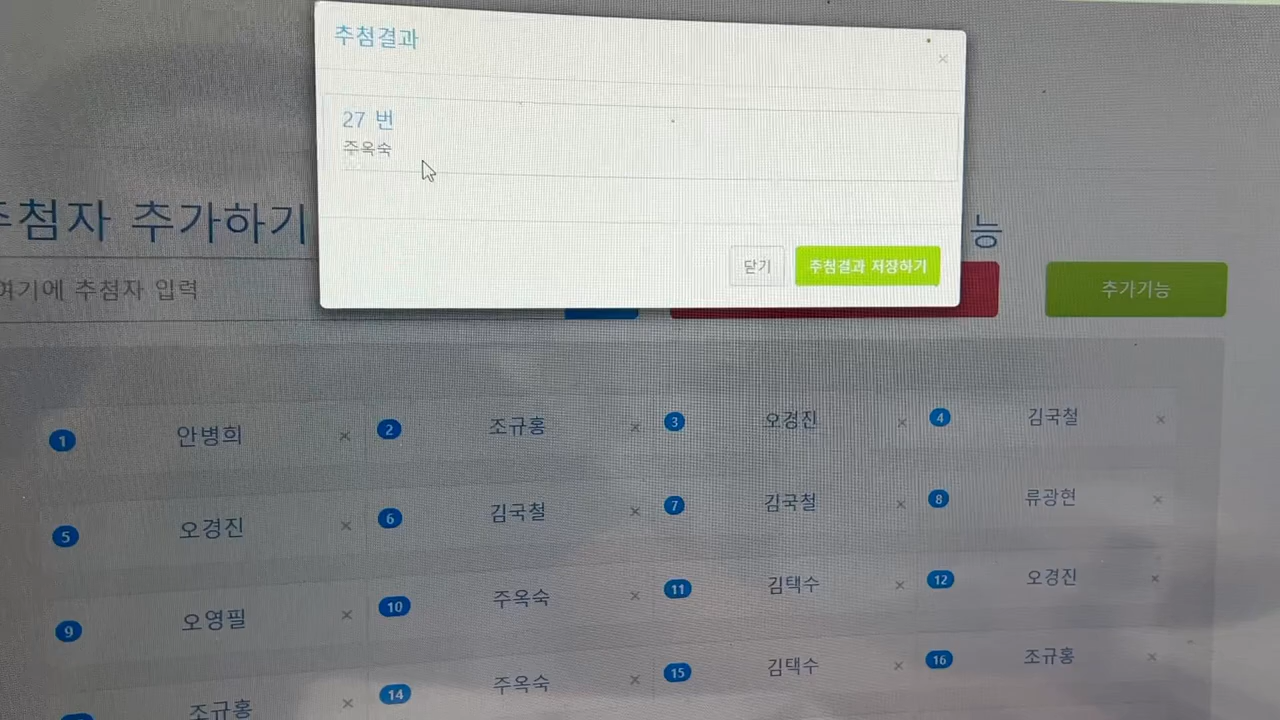 추첨결과
×
27 번
주옥숙
닫기
추첨결과 저장하기
추첨자 추가하기
능
여기에 추첨자 입력
추가기능
1 안병희 × 2 조규홍 × 3 오경진 × 4 김국철 ×
5 오경진 × 6 김국철 × 7 김국철 × 8 류광현 ×
9 오영필 × 10 주옥숙 × 11 김택수 × 12 오경진 ×
조규홍 × 14 주옥숙 × 15 김택수 × 16 조규홍 ×